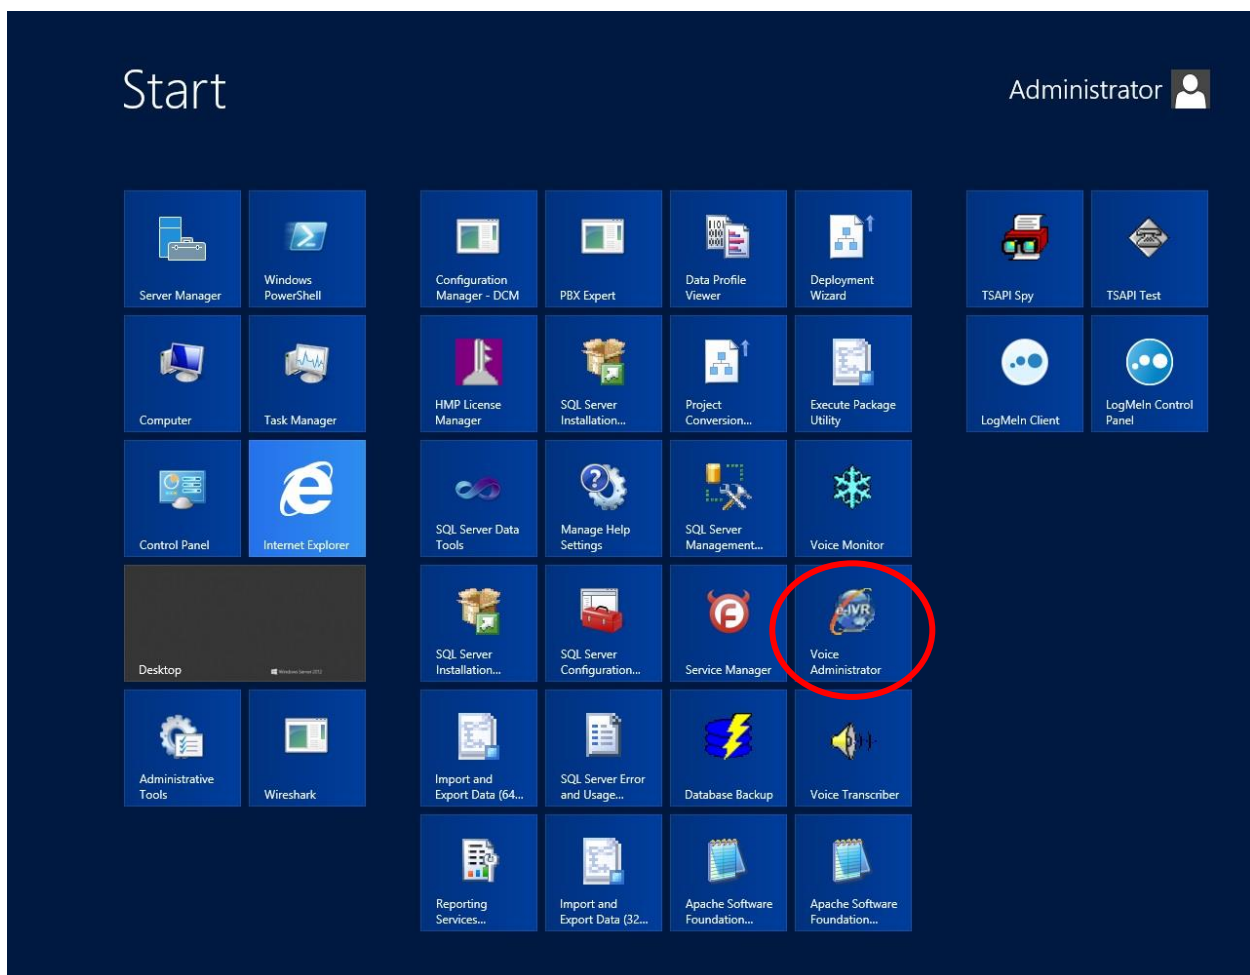 Start
Administrator
Server Manager
Windows
PowerShell
Computer
Task Manager
Control Panel
Internet Explorer
Desktop
Windows Server 2012
Administrative
Tools
Wireshark
Configuration
Manager - DCM
PBX Expert
Data Profile
Viewer
Deployment
Wizard
HMP License
Manager
SQL Server
Installation...
Project
Conversion...
Execute Package
Utility
SQL Server Data
Tools
Manage Help
Settings
SQL Server
Management...
Voice Monitor
SQL Server
Installation...
SQL Server
Configuration...
Service Manager
e-IVR
Voice
Administrator
Import and
Export Data (64...
SQL Server Error
and Usage...
Database Backup
Voice Transcriber
Reporting
Services...
Import and
Export Data (32...
Apache Software
Foundation...
Apache Software
Foundation...
TSAPI Spy
TSAPI Test
LogMeIn Client
LogMeIn Control
Panel